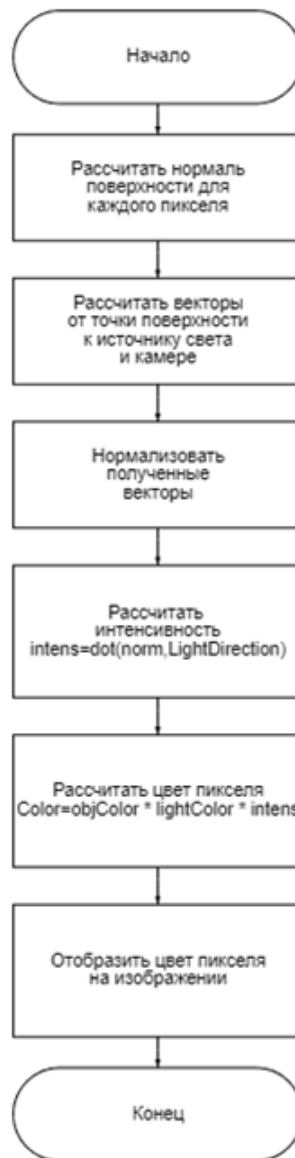 Начало
Рассчитать нормаль
поверхности для
каждого пикселя
Рассчитать векторы
от точки поверхности
к источнику света
и камере
Нормализовать
полученные
векторы
Рассчитать
интенсивность
intens=dot(norm,LightDirection)
Рассчитать цвет пикселя
Color=objColor * lightColor * intens
Отобразить цвет пикселя
на изображении
Конец